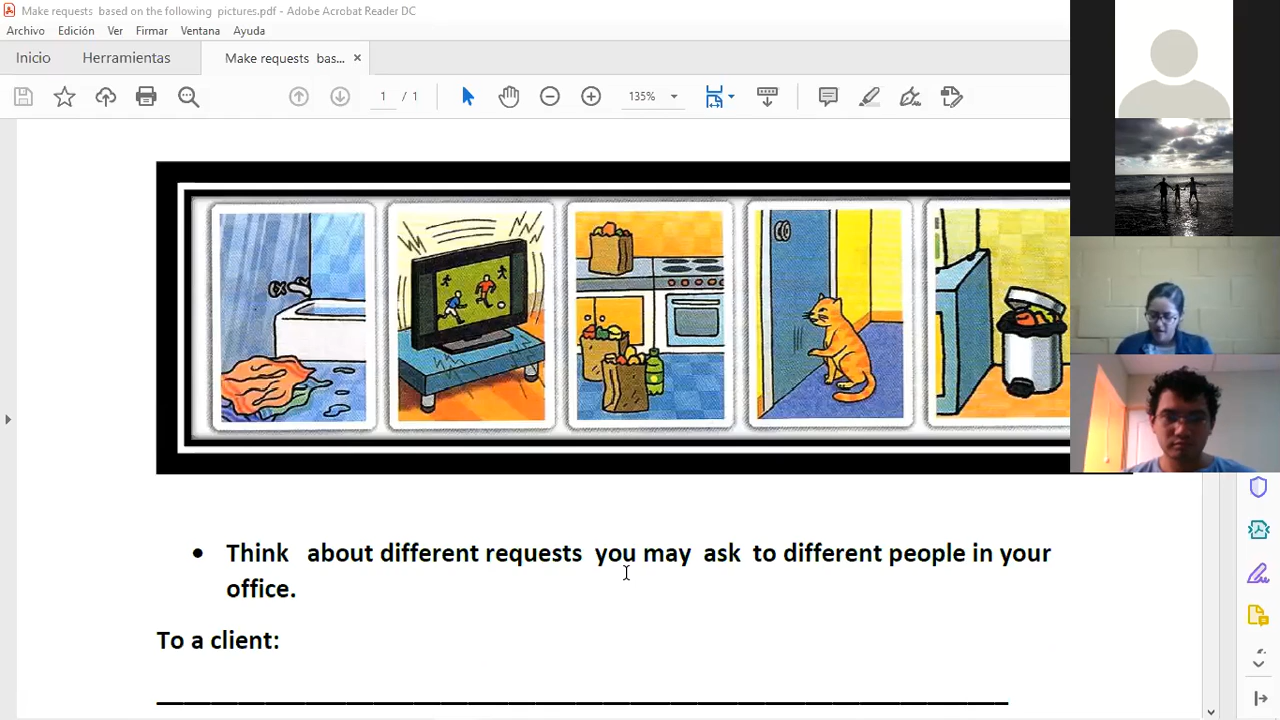 Make requests  based on the following  pictures.pdf - Adobe Acrobat Reader DC
Archivo Edición Ver Firmar Ventana Ayuda
Inicio Herramientas Make requests  bas... ×
1 / 1 135%
• Think   about different requests  you may  ask  to different people in your
office.
To a client: